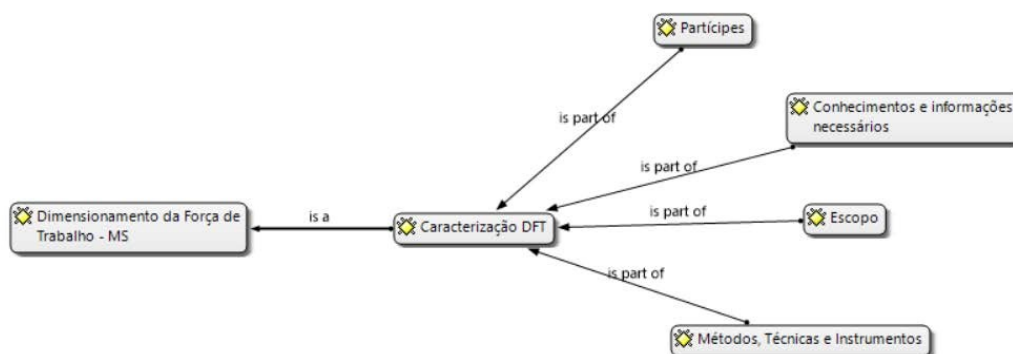 Partícipes
is part of
Conhecimentos e informações
necessários
is part of
Dimensionamento da Força de
Trabalho - MS
is a
Caracterização DFT
is part of
Escopo
is part of
Métodos, Técnicas e Instrumentos